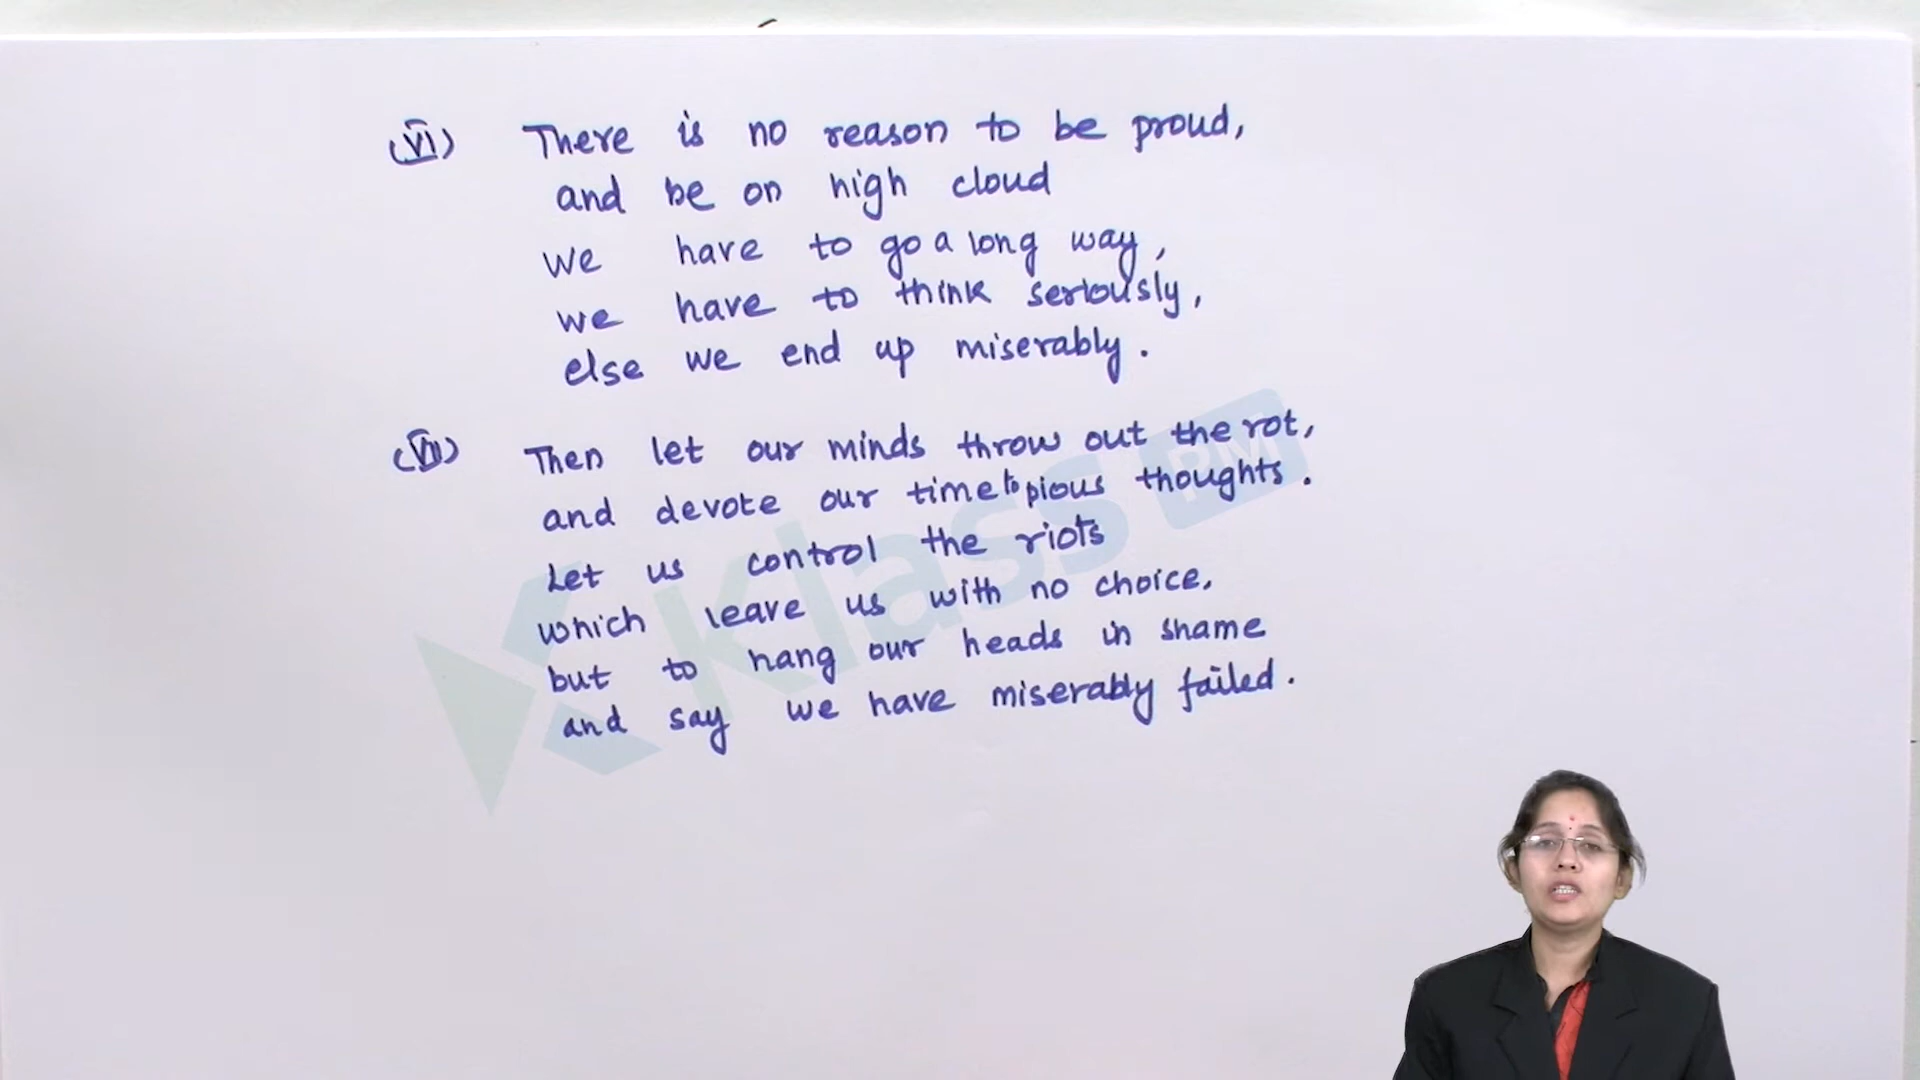 (VI) There is no reason to be proud,
and be on high cloud
we have to go a long way,
we have to think seriously,
else we end up miserably.
(VII) Then let our minds throw out the rot,
and devote our time to pious thoughts.
Let us control the riots
which leave us with no choice,
but to hang our heads in shame
and say we have miserably failed.
Klass PM